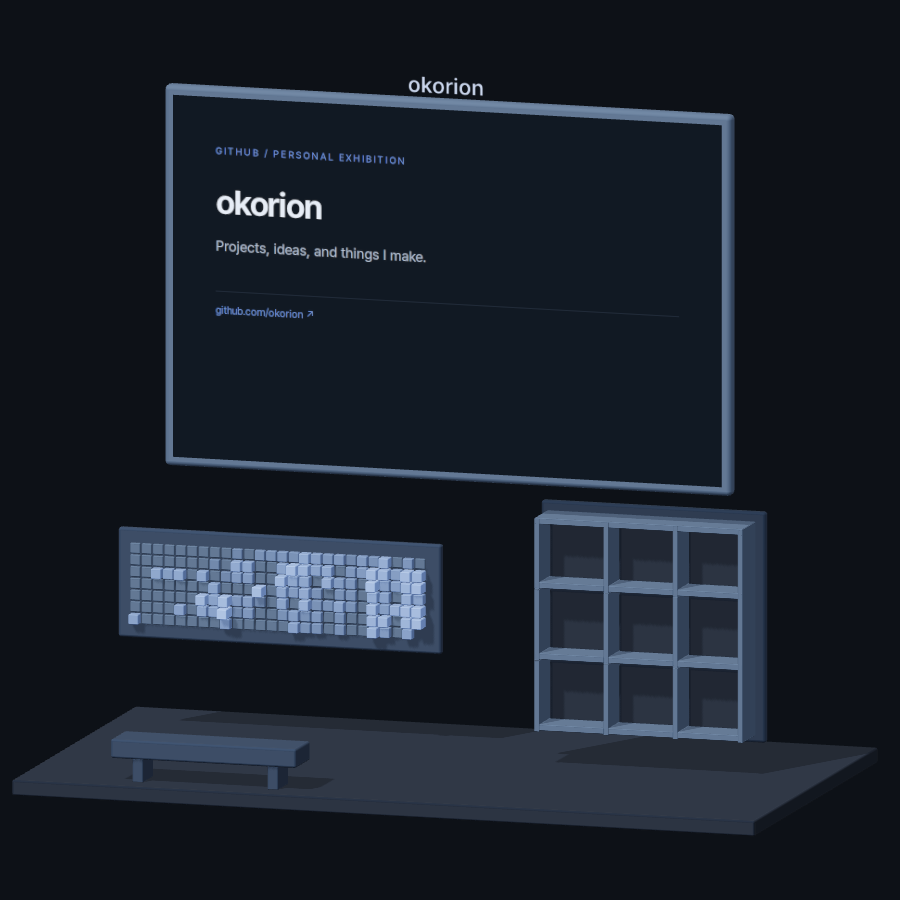 okorion
GITHUB / PERSONAL EXHIBITION
okorion
Projects, ideas, and things I make.
github.com/okorion ↗